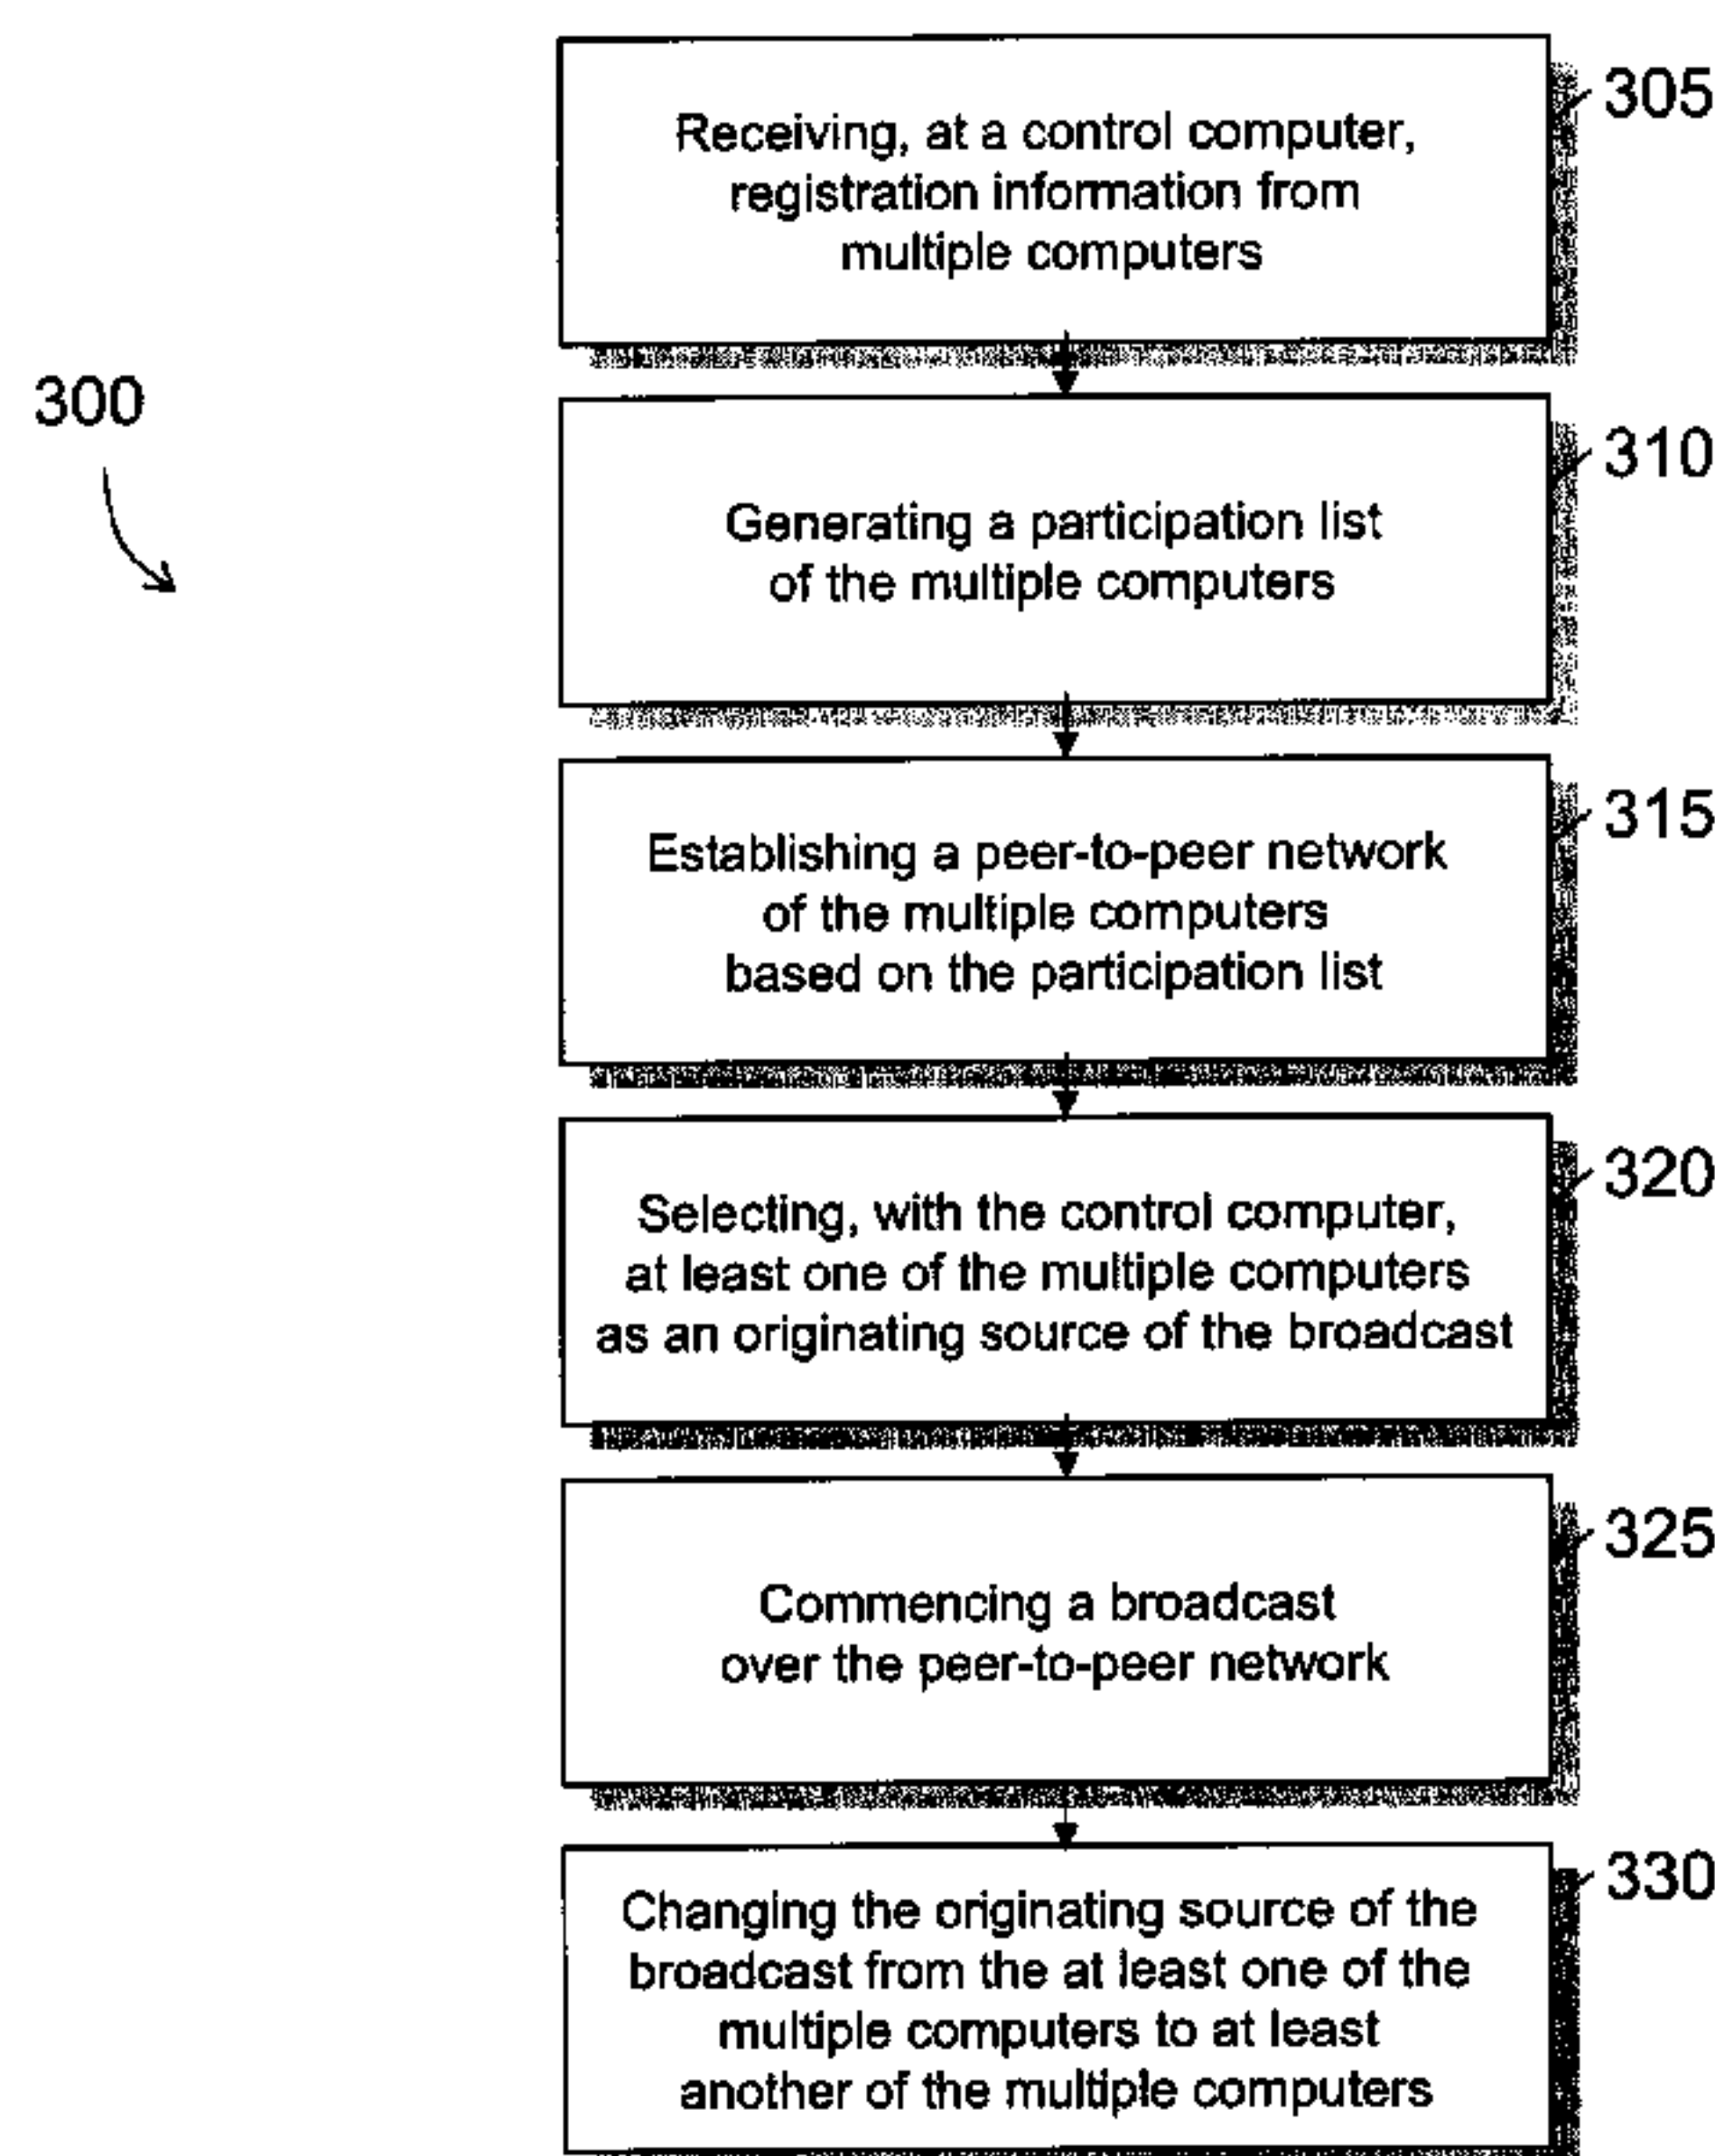 305
Receiving, at a control computer,
registration information from
multiple computers
300
310
Generating a participation list
of the multiple computers
315
Establishing a peer-to-peer network
of the multiple computers
based on the participation list
320
Selecting, with the control computer,
at least one of the multiple computers
as an originating source of the broadcast
325
Commencing a broadcast
over the peer-to-peer network
330
Changing the originating source of the
broadcast from the at least one of the
multiple computers to at least
another of the multiple computers